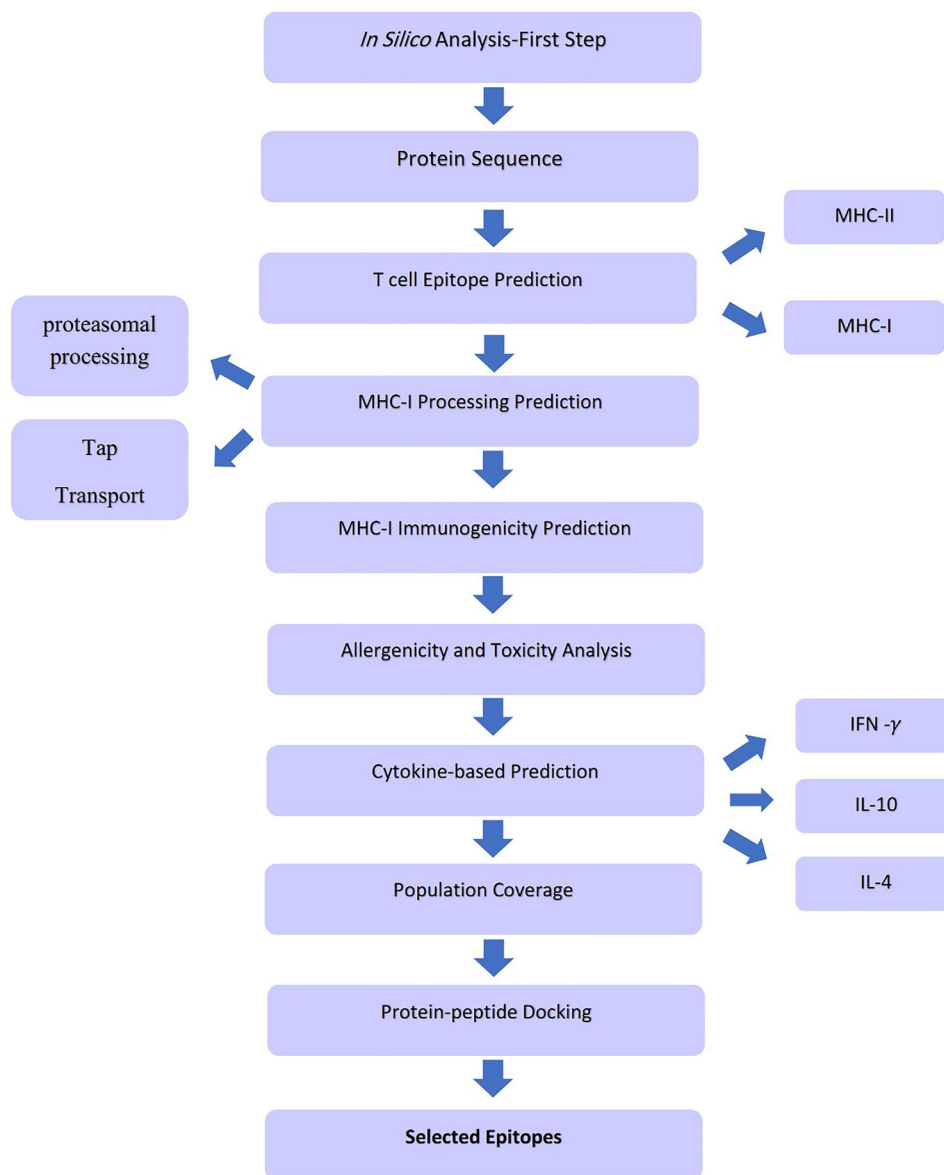 In Silico Analysis-First Step
Protein Sequence
MHC-II
T cell Epitope Prediction
MHC-I
proteasomal
processing
MHC-I Processing Prediction
Tap
Transport
MHC-I Immunogenicity Prediction
Allergenicity and Toxicity Analysis
IFN -γ
Cytokine-based Prediction
IL-10
IL-4
Population Coverage
Protein-peptide Docking
Selected Epitopes